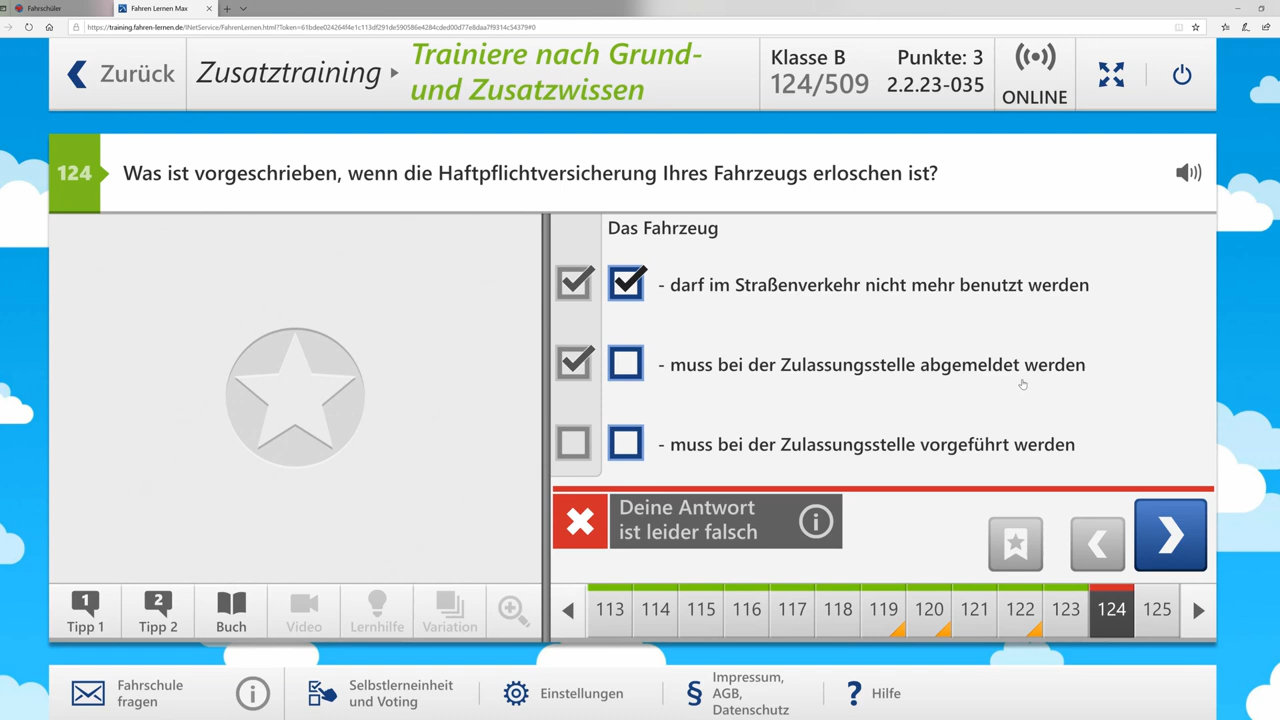 Fahrschüler
Fahren Lernen Max
https://training.fahren-lernen.de/INetService/FahrenLernen.html?Token=61bdee024264f4e1c113df291de590586e4284cded00d77e8daa7f9314c54379#0
Zurück
Zusatztraining
Trainiere nach Grund-
und Zusatzwissen
Klasse B
124/509
Punkte: 3
2.2.23-035
ONLINE
124
Was ist vorgeschrieben, wenn die Haftpflichtversicherung Ihres Fahrzeugs erloschen ist?
Das Fahrzeug
- darf im Straßenverkehr nicht mehr benutzt werden
- muss bei der Zulassungsstelle abgemeldet werden
- muss bei der Zulassungsstelle vorgeführt werden
Deine Antwort
ist leider falsch
1
Tipp 1
2
Tipp 2
Buch
Video
Lernhilfe
Variation
113 114 115 116 117 118 119 120 121 122 123 124 125
Fahrschule
fragen
Selbstlerneinheit
und Voting
Einstellungen
§
Impressum,
AGB,
Datenschutz
?
Hilfe